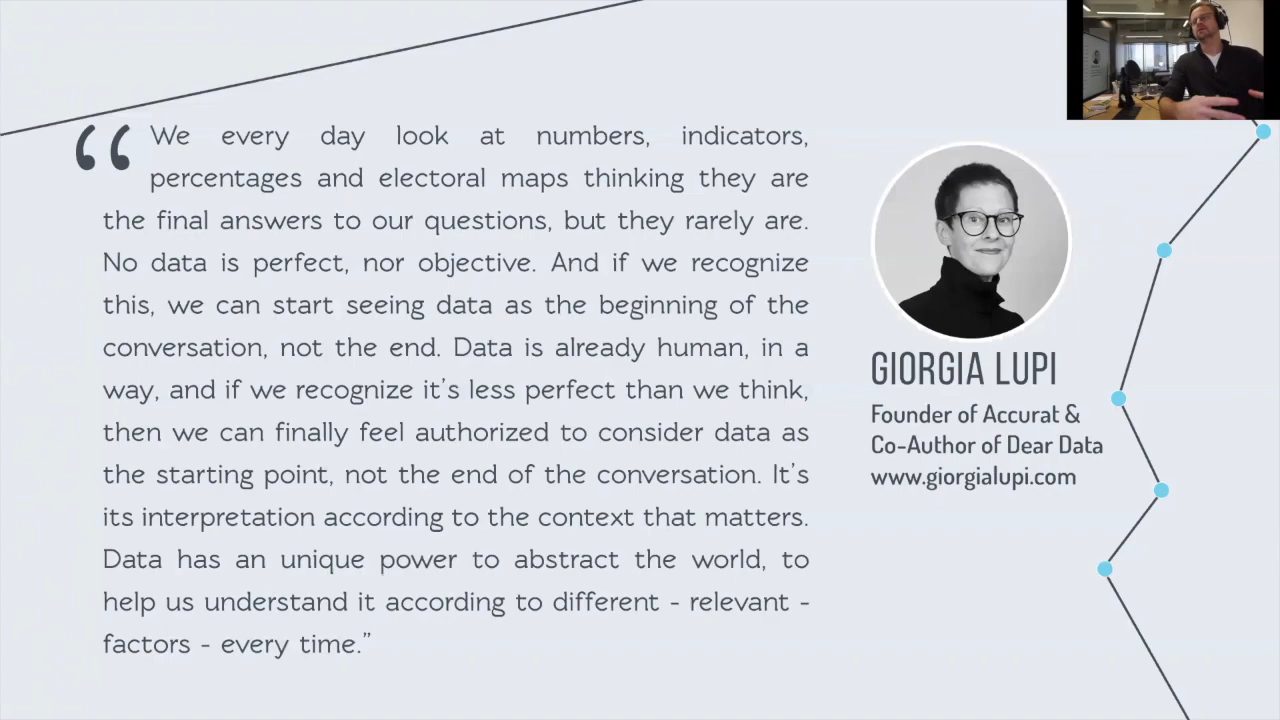 “We every day look at numbers, indicators,
percentages and electoral maps thinking they are
the final answers to our questions, but they rarely are.
No data is perfect, nor objective. And if we recognize
this, we can start seeing data as the beginning of the
conversation, not the end. Data is already human, in a
way, and if we recognize it’s less perfect than we think,
then we can finally feel authorized to consider data as
the starting point, not the end of the conversation. It’s
its interpretation according to the context that matters.
Data has an unique power to abstract the world, to
help us understand it according to different - relevant -
factors - every time.”
GIORGIA LUPI
Founder of Accurat &
Co-Author of Dear Data
www.giorgialupi.com